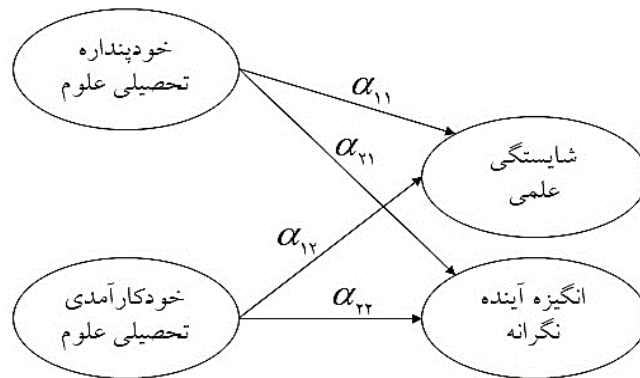 خودپنداره
تحصیلی علوم
α۱۱
شایستگی
علمی
α۲۱
α۱۲
خودکارآمدی
تحصیلی علوم
α۲۲
انگیزه آینده
نگرانه